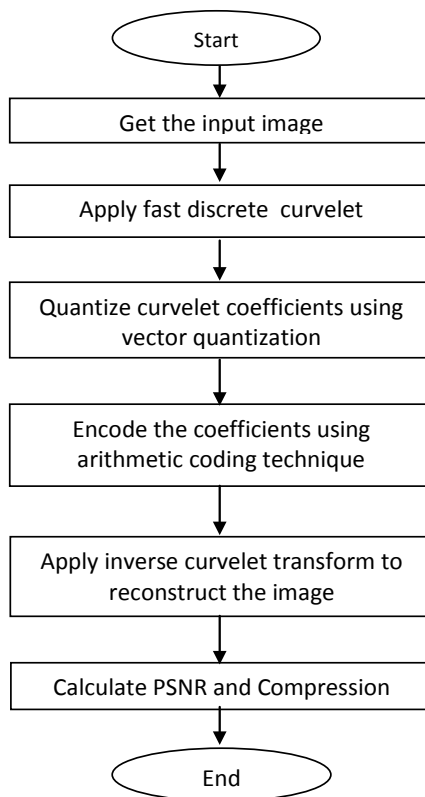 Start
Get the input image
Apply fast discrete curvelet
Quantize curvelet coefficients using
vector quantization
Encode the coefficients using
arithmetic coding technique
Apply inverse curvelet transform to
reconstruct the image
Calculate PSNR and Compression
End